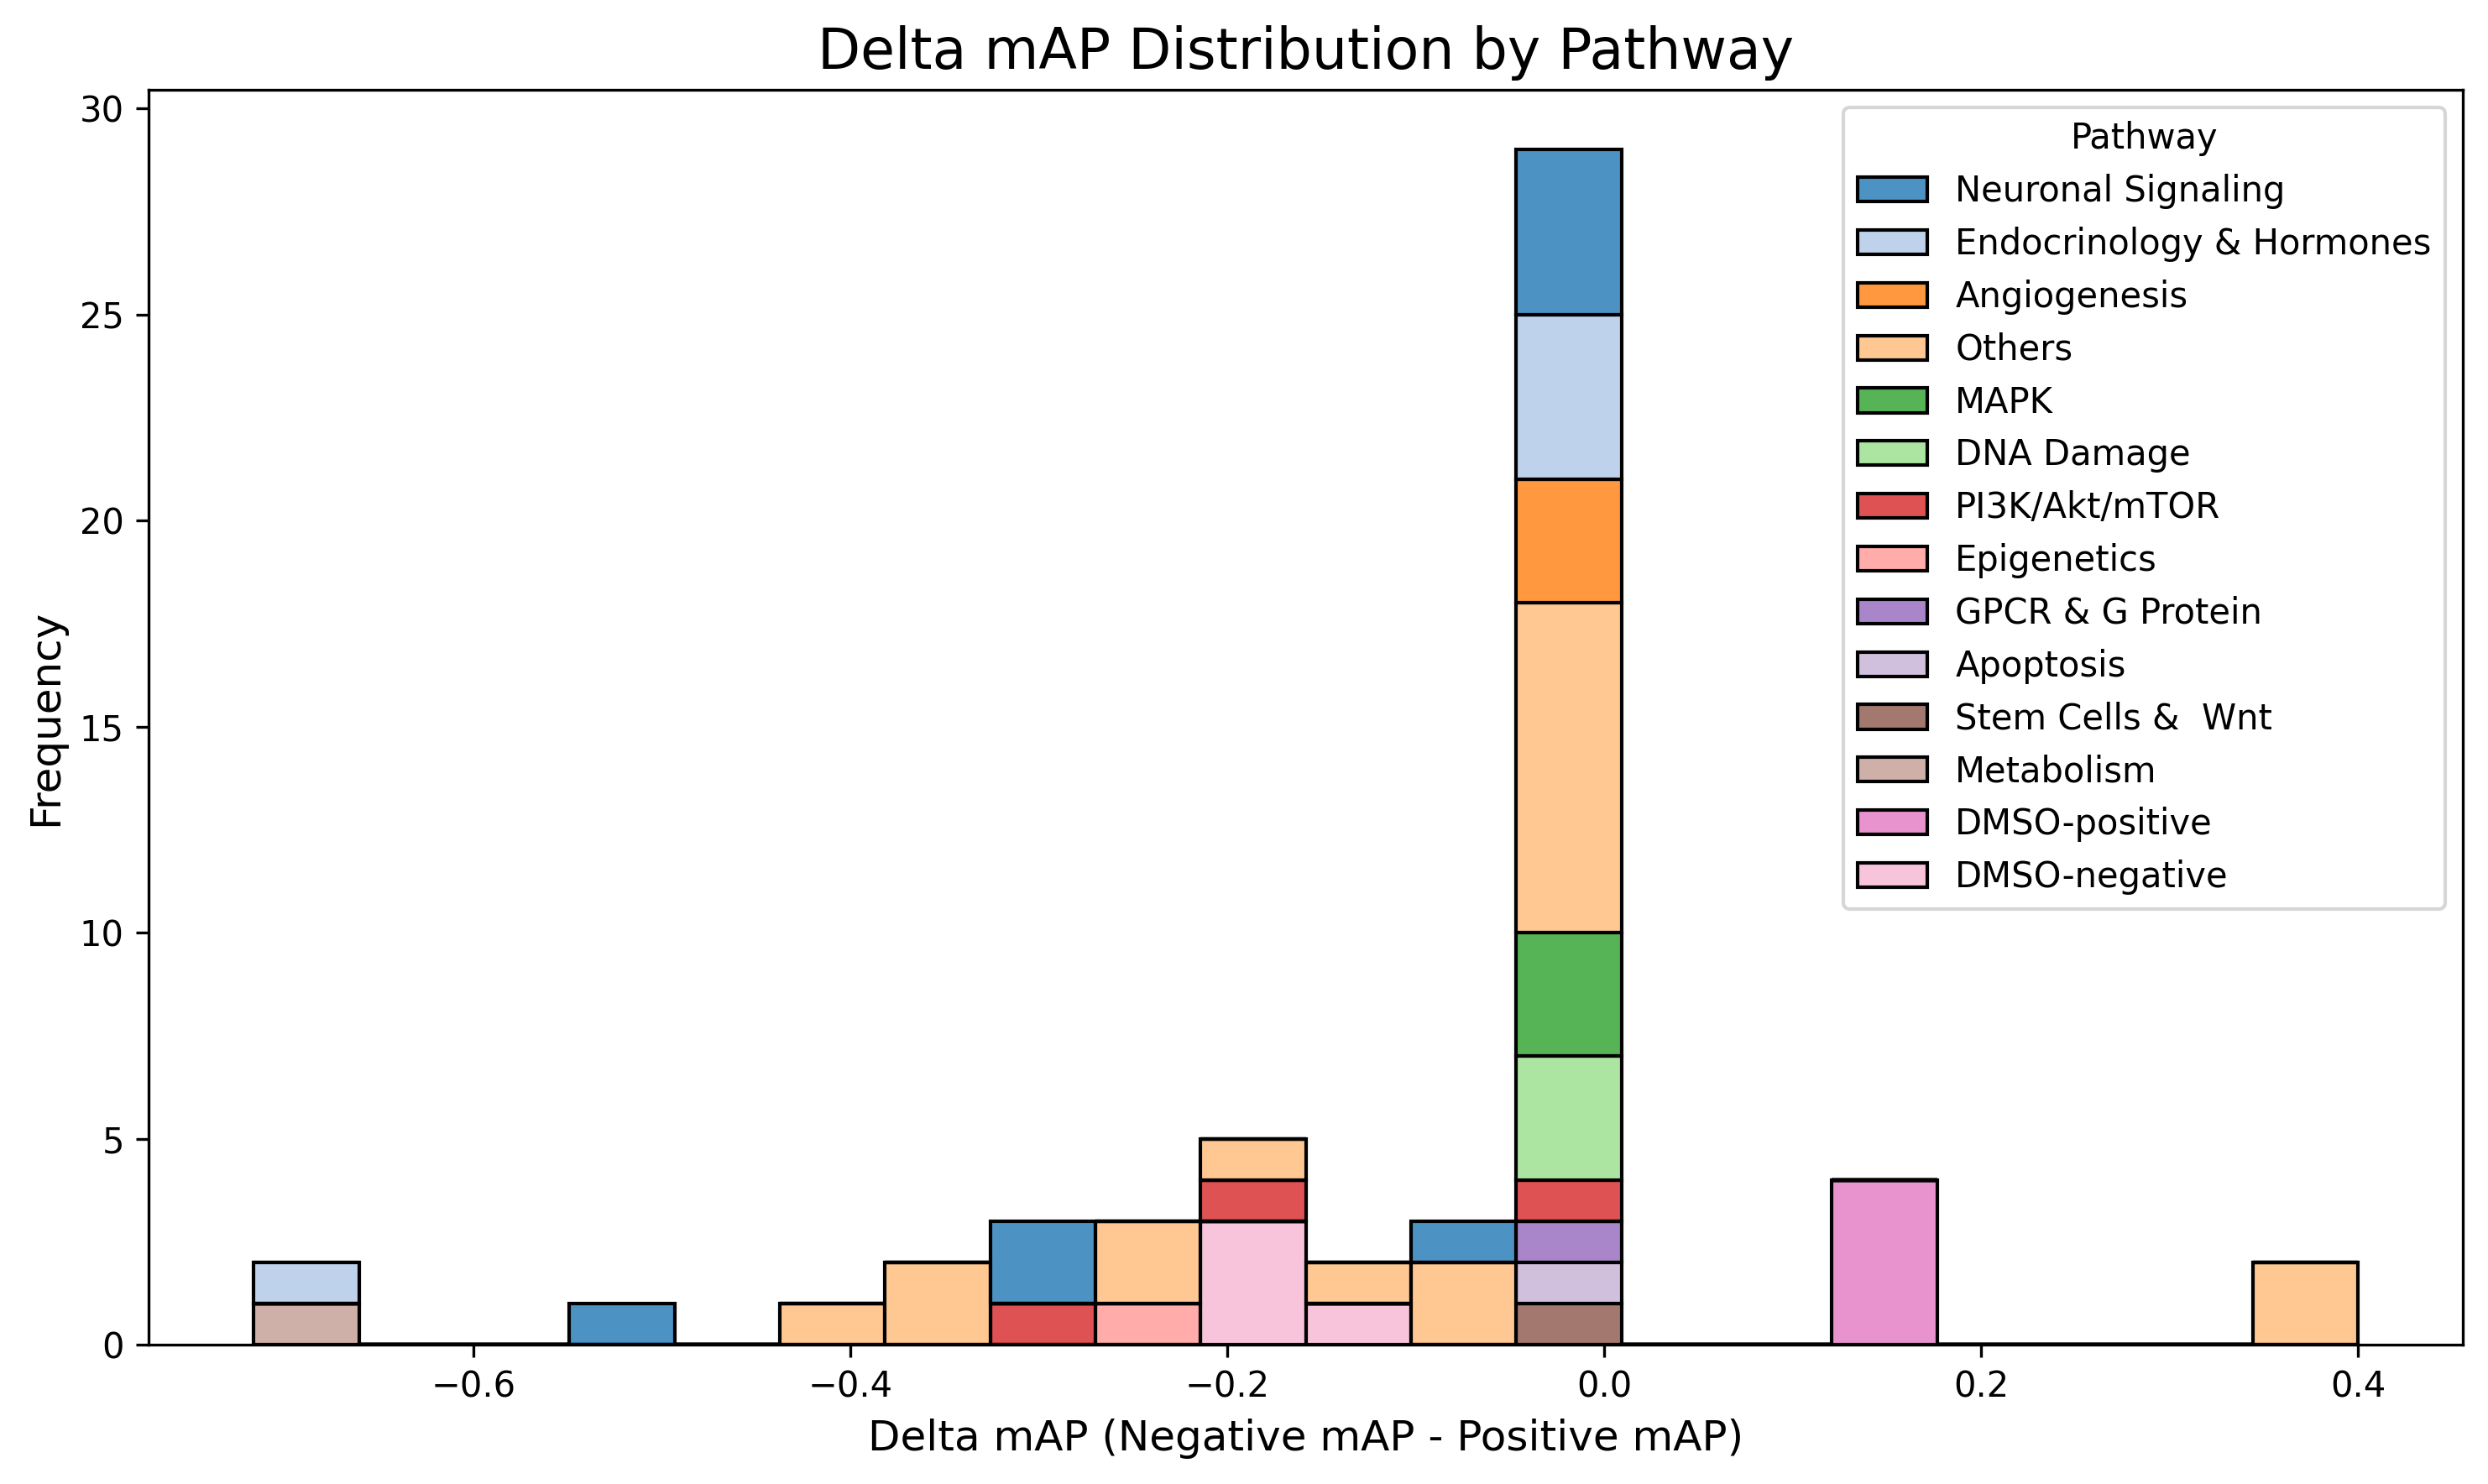 Delta mAP Distribution by Pathway
30
25
20
15
10
5
0
Frequency
Pathway
Neuronal Signaling
Endocrinology & Hormones
Angiogenesis
Others
MAPK
DNA Damage
PI3K/Akt/mTOR
Epigenetics
GPCR & G Protein
Apoptosis
Stem Cells &  Wnt
Metabolism
DMSO-positive
DMSO-negative
−0.6 −0.4 −0.2 0.0 0.2 0.4
Delta mAP (Negative mAP - Positive mAP)